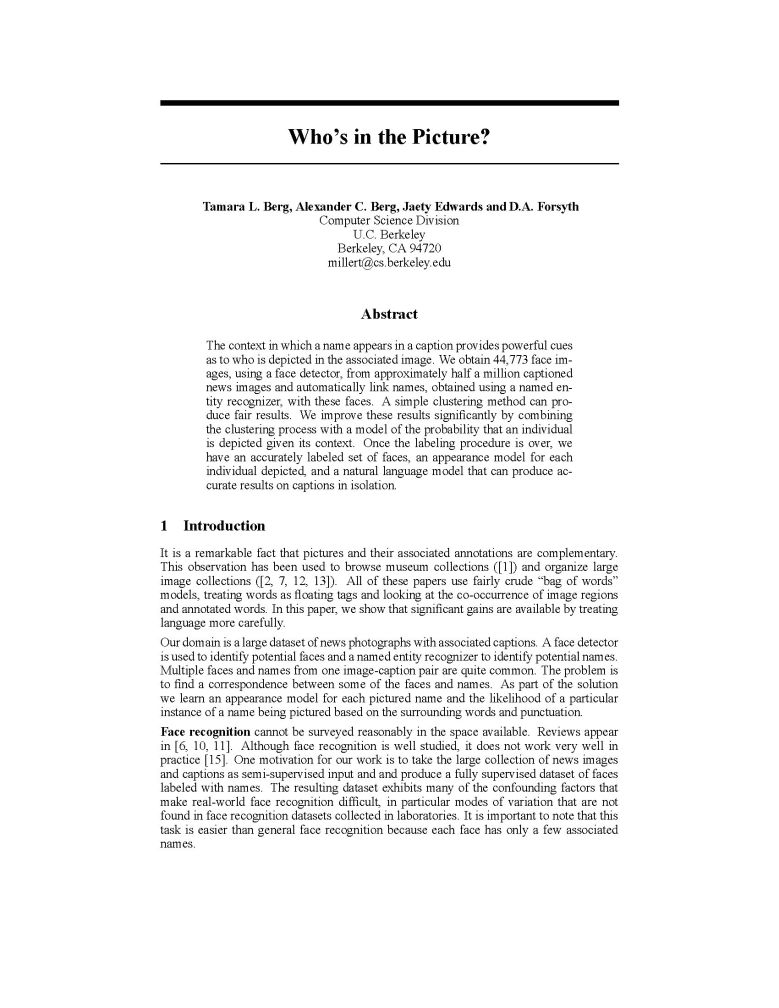 Who's in the Picture?
Tamara L. Berg, Alexander C. Berg, Jaety Edwards and D.A. Forsyth
Computer Science Division
U.C. Berkeley
Berkeley, CA 94720
millert@cs.berkeley.edu
Abstract
The context in which a name appears in a caption provides powerful cues
as to who is depicted in the associated image. We obtain 44,773 face im-
ages, using a face detector, from approximately half a million captioned
news images and automatically link names, obtained using a named en-
tity recognizer, with these faces. A simple clustering method can pro-
duce fair results. We improve these results significantly by combining
the clustering process with a model of the probability that an individual
is depicted given its context. Once the labeling procedure is over, we
have an accurately labeled set of faces, an appearance model for each
individual depicted, and a natural language model that can produce ac-
curate results on captions in isolation.
1 Introduction
It is a remarkable fact that pictures and their associated annotations are complementary.
This observation has been used to browse museum collections ([1]) and organize large
image collections ([2, 7, 12, 13]). All of these papers use fairly crude “bag of words”
models, treating words as floating tags and looking at the co-occurrence of image regions
and annotated words. In this paper, we show that significant gains are available by treating
language more carefully.
Our domain is a large dataset of news photographs with associated captions. A face detector
is used to identify potential faces and a named entity recognizer to identify potential names.
Multiple faces and names from one image-caption pair are quite common. The problem is
to find a correspondence between some of the faces and names. As part of the solution
we learn an appearance model for each pictured name and the likelihood of a particular
instance of a name being pictured based on the surrounding words and punctuation.
Face recognition cannot be surveyed reasonably in the space available. Reviews appear
in [6, 10, 11]. Although face recognition is well studied, it does not work very well in
practice [15]. One motivation for our work is to take the large collection of news images
and captions as semi-supervised input and and produce a fully supervised dataset of faces
labeled with names. The resulting dataset exhibits many of the confounding factors that
make real-world face recognition difficult, in particular modes of variation that are not
found in face recognition datasets collected in laboratories. It is important to note that this
task is easier than general face recognition because each face has only a few associated
names.